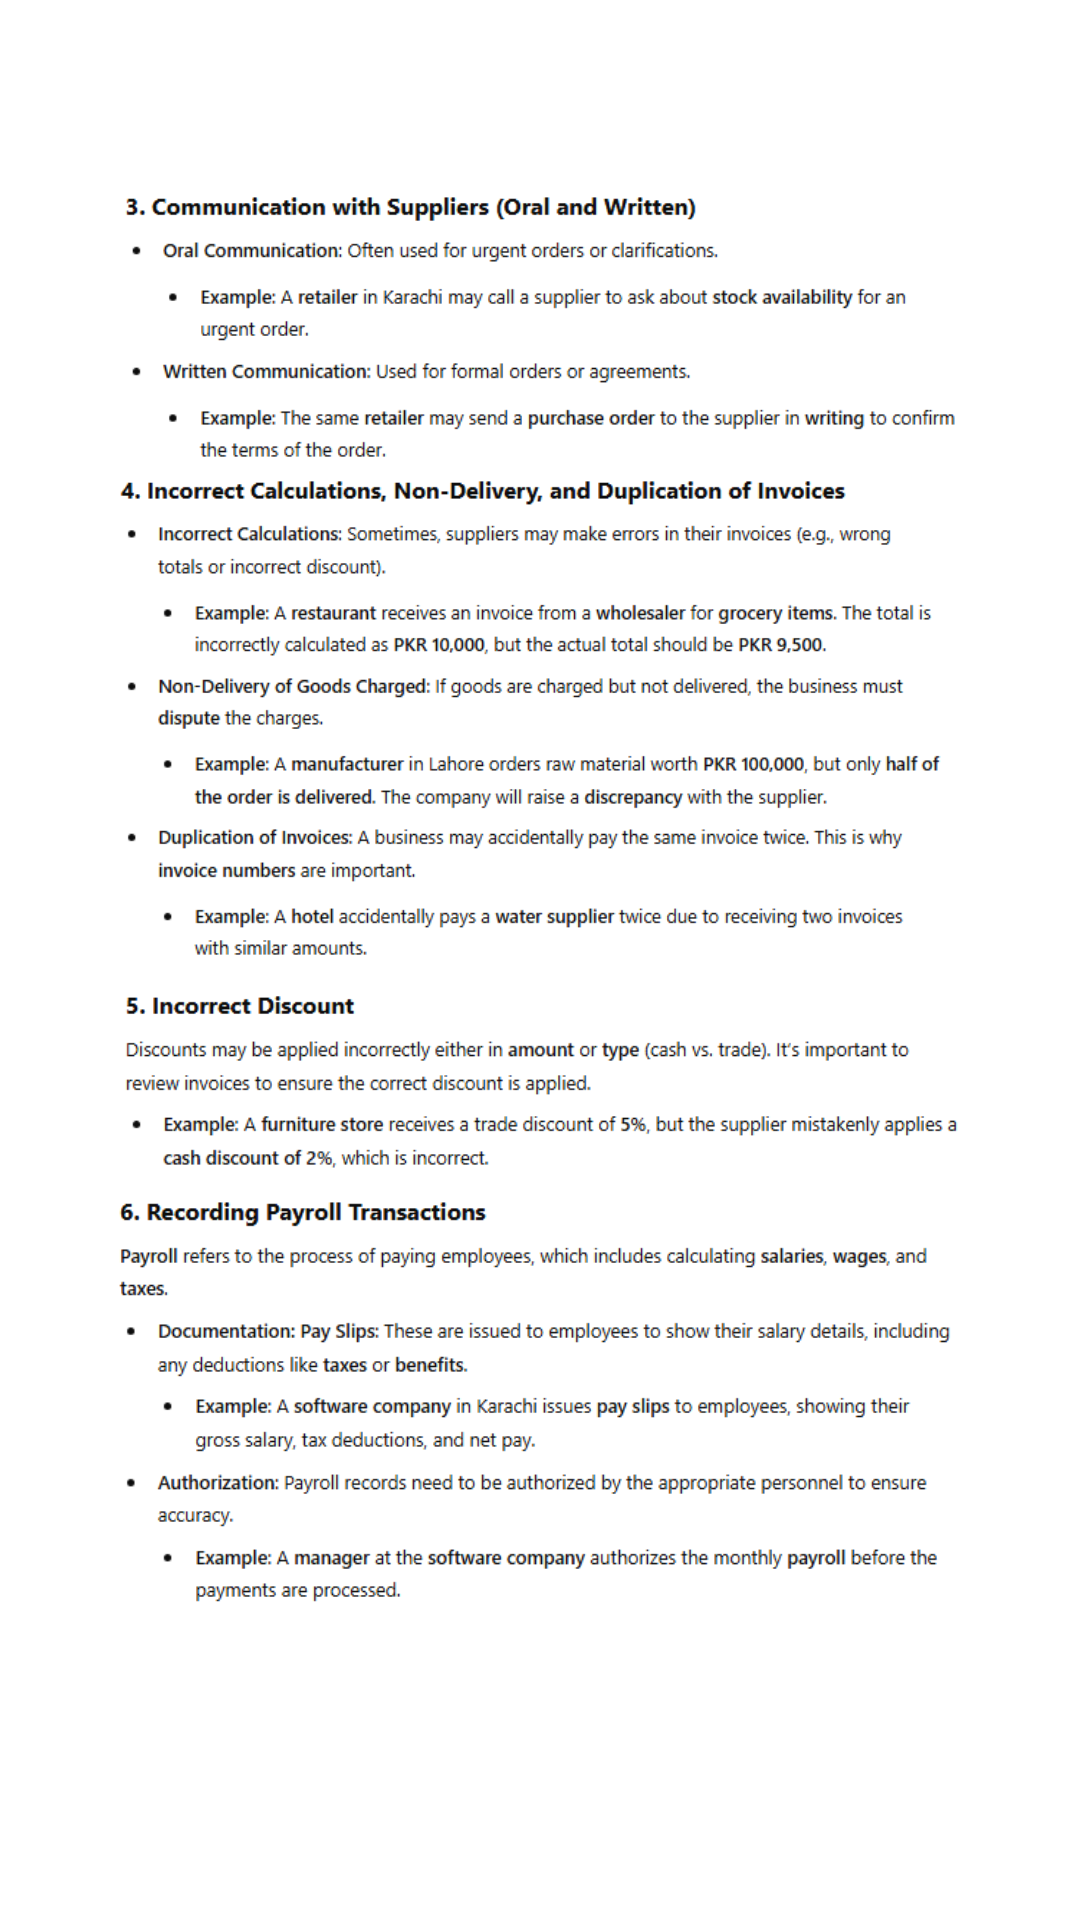 3. Communication with Suppliers (Oral and Written)
• Oral Communication: Often used for urgent orders or clarifications.
• Example: A retailer in Karachi may call a supplier to ask about stock availability for an
urgent order.
• Written Communication: Used for formal orders or agreements.
• Example: The same retailer may send a purchase order to the supplier in writing to confirm
the terms of the order.
4. Incorrect Calculations, Non-Delivery, and Duplication of Invoices
• Incorrect Calculations: Sometimes, suppliers may make errors in their invoices (e.g., wrong
totals or incorrect discount).
• Example: A restaurant receives an invoice from a wholesaler for grocery items. The total is
incorrectly calculated as PKR 10,000, but the actual total should be PKR 9,500.
• Non-Delivery of Goods Charged: If goods are charged but not delivered, the business must
dispute the charges.
• Example: A manufacturer in Lahore orders raw material worth PKR 100,000, but only half of
the order is delivered. The company will raise a discrepancy with the supplier.
• Duplication of Invoices: A business may accidentally pay the same invoice twice. This is why
invoice numbers are important.
• Example: A hotel accidentally pays a water supplier twice due to receiving two invoices
with similar amounts.
5. Incorrect Discount
Discounts may be applied incorrectly either in amount or type (cash vs. trade). It's important to
review invoices to ensure the correct discount is applied.
• Example: A furniture store receives a trade discount of 5%, but the supplier mistakenly applies a
cash discount of 2%, which is incorrect.
6. Recording Payroll Transactions
Payroll refers to the process of paying employees, which includes calculating salaries, wages, and
taxes.
• Documentation: Pay Slips: These are issued to employees to show their salary details, including
any deductions like taxes or benefits.
• Example: A software company in Karachi issues pay slips to employees, showing their
gross salary, tax deductions, and net pay.
• Authorization: Payroll records need to be authorized by the appropriate personnel to ensure
accuracy.
• Example: A manager at the software company authorizes the monthly payroll before the
payments are processed.